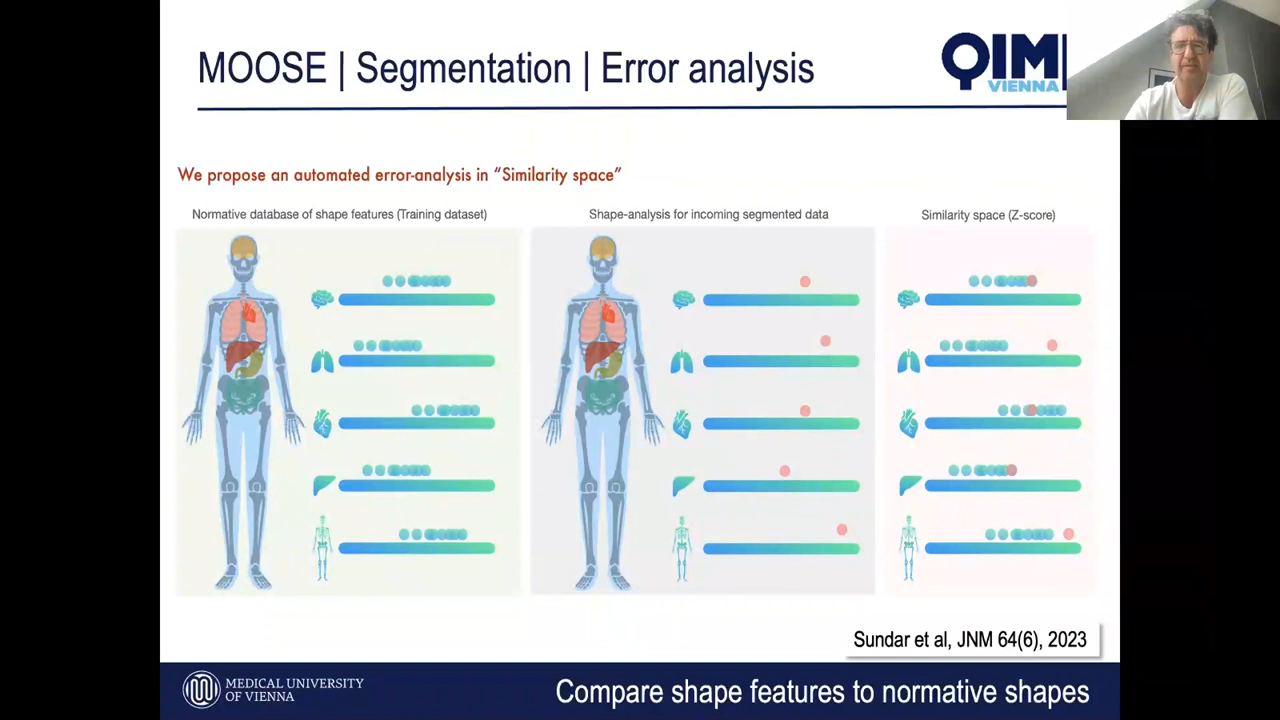 MOOSE | Segmentation | Error analysis
QIM
VIENNA
We propose an automated error-analysis in “Similarity space”
Normative database of shape features (Training dataset)
Shape-analysis for incoming segmented data
Similarity space (Z-score)
Sundar et al, JNM 64(6), 2023
MEDICAL UNIVERSITY
OF VIENNA
Compare shape features to normative shapes